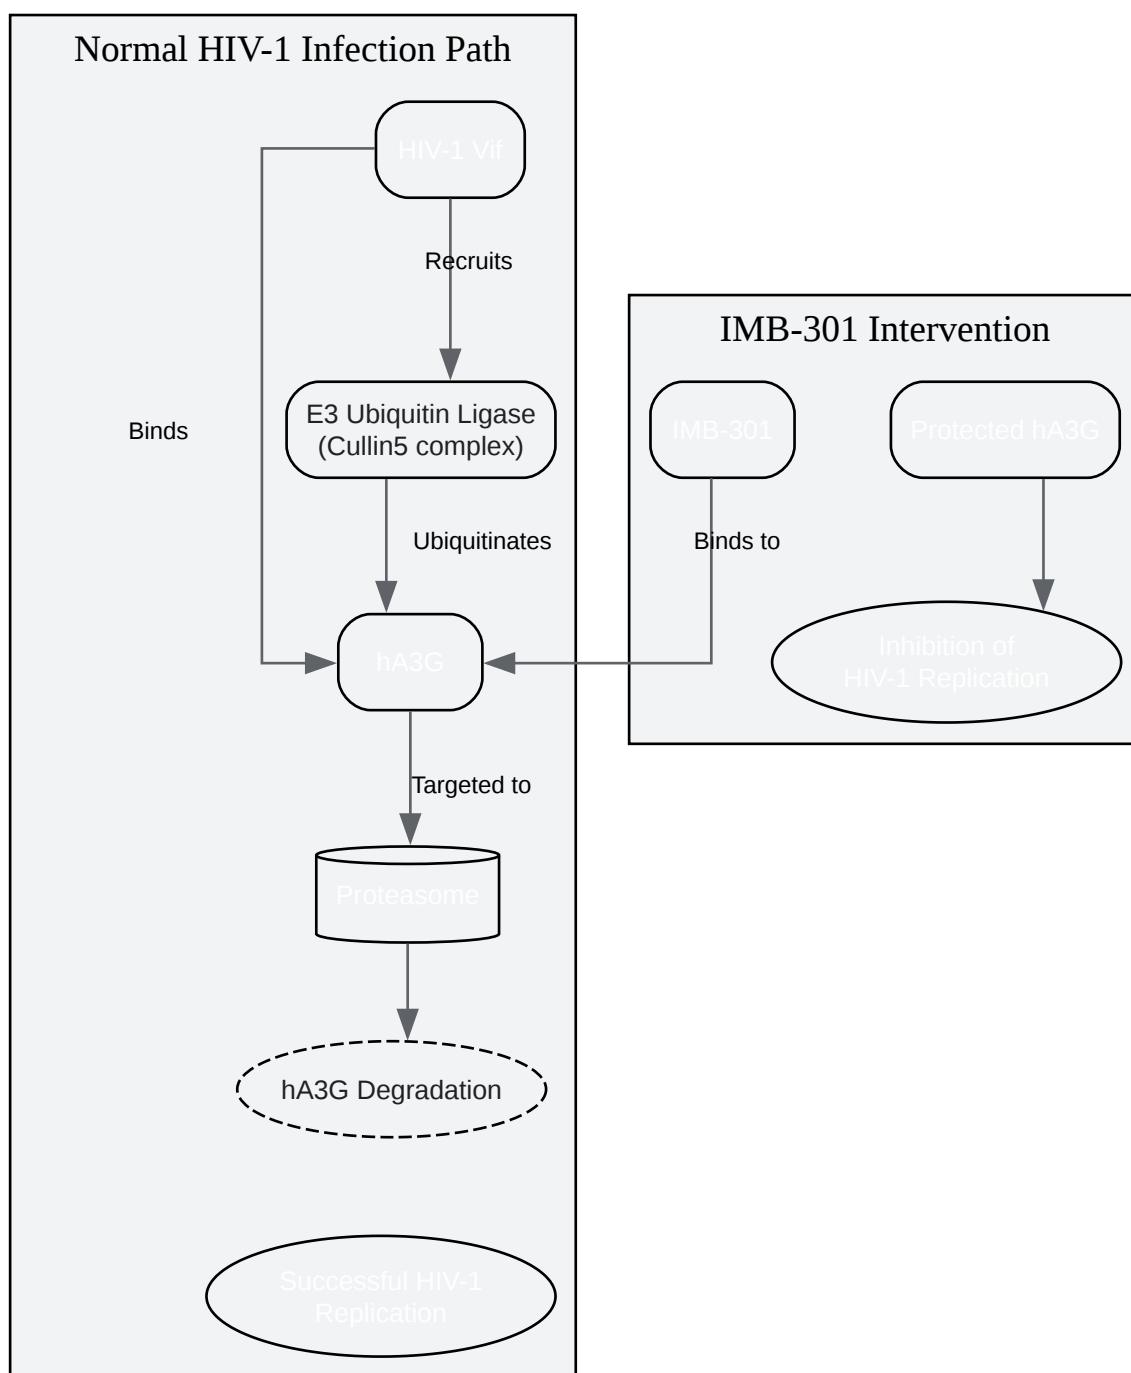 Normal HIV-1 Infection Path
HIV-1 Vif
Recruits
Binds
E3 Ubiquitin Ligase
(Cullin5 complex)
Ubiquitinates
hA3G
Targeted to
Proteasome
hA3G Degradation
Successful HIV-1
Replication
IMB-301 Intervention
IMB-301
Protected hA3G
Binds to
Inhibition of
HIV-1 Replication